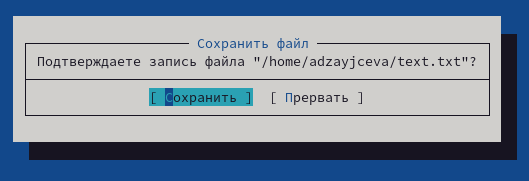 Сохранить файл
Подтверждаете запись файла "/home/adzayjceva/text.txt"?
[ Сохранить ] [ Прервать ]